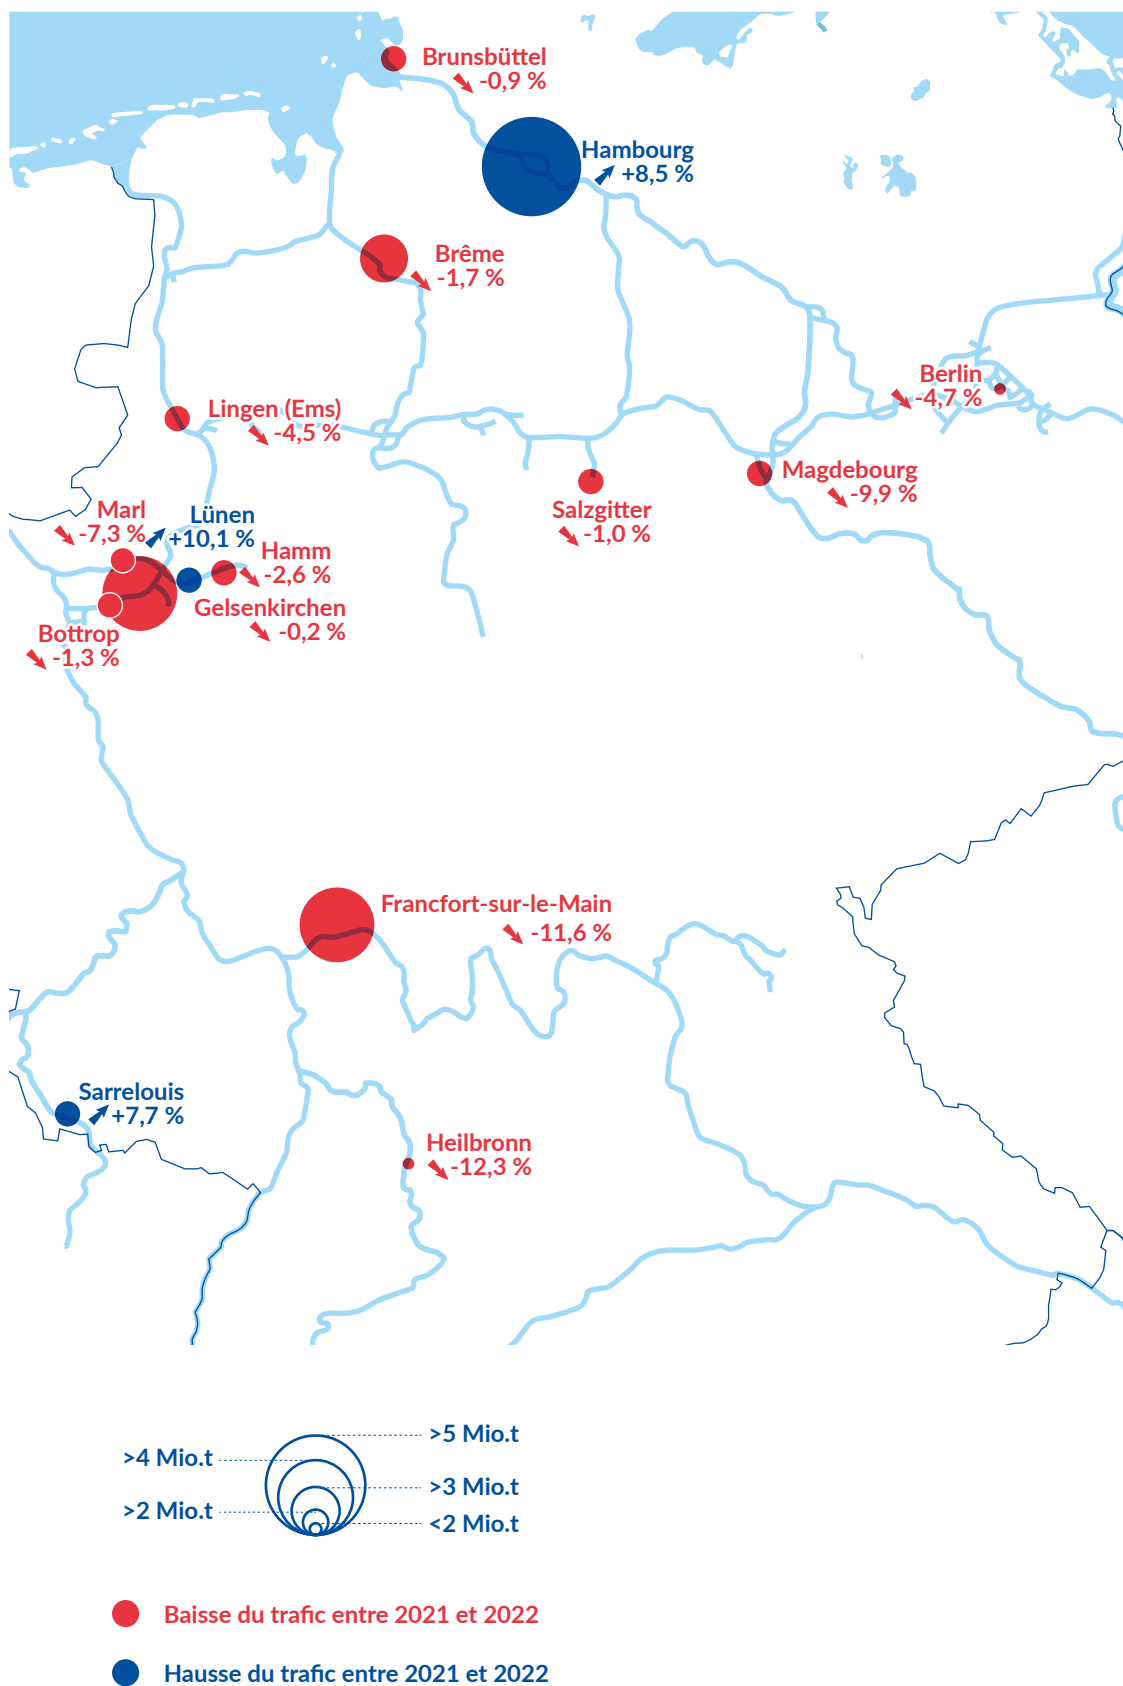 Brunsbüttel
-0,9 %
Hambourg
+8,5 %
Brême
-1,7 %
Berlin
-4,7 %
Lingen (Ems)
-4,5 %
Magdebourg
-9,9 %
Salzgitter
-1,0 %
Marl
-7,3 %
Lünen
+10,1 %
Hamm
-2,6 %
Gelsenkirchen
-0,2 %
Bottrop
-1,3 %
Francfort-sur-le-Main
-11,6 %
Sarrelouis
+7,7 %
Heilbronn
-12,3 %
>5 Mio.t
>4 Mio.t
>3 Mio.t
>2 Mio.t
<2 Mio.t
Baisse du trafic entre 2021 et 2022
Hausse du trafic entre 2021 et 2022